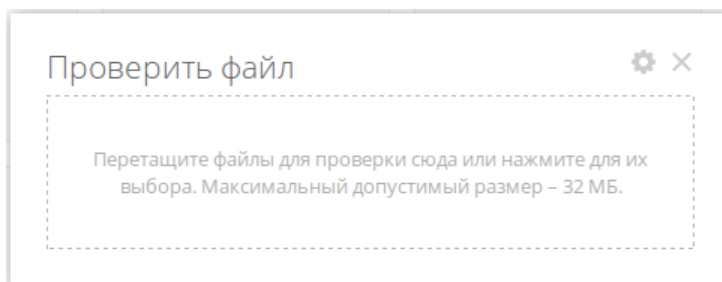 Проверить файл
Перетащите файлы для проверки сюда или нажмите для их
выбора. Максимальный допустимый размер – 32 МБ.